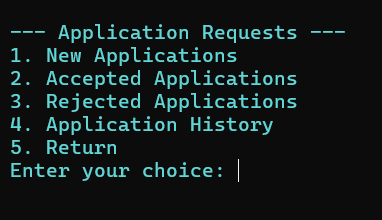 --- Application Requests ---
1. New Applications
2. Accepted Applications
3. Rejected Applications
4. Application History
5. Return
Enter your choice: